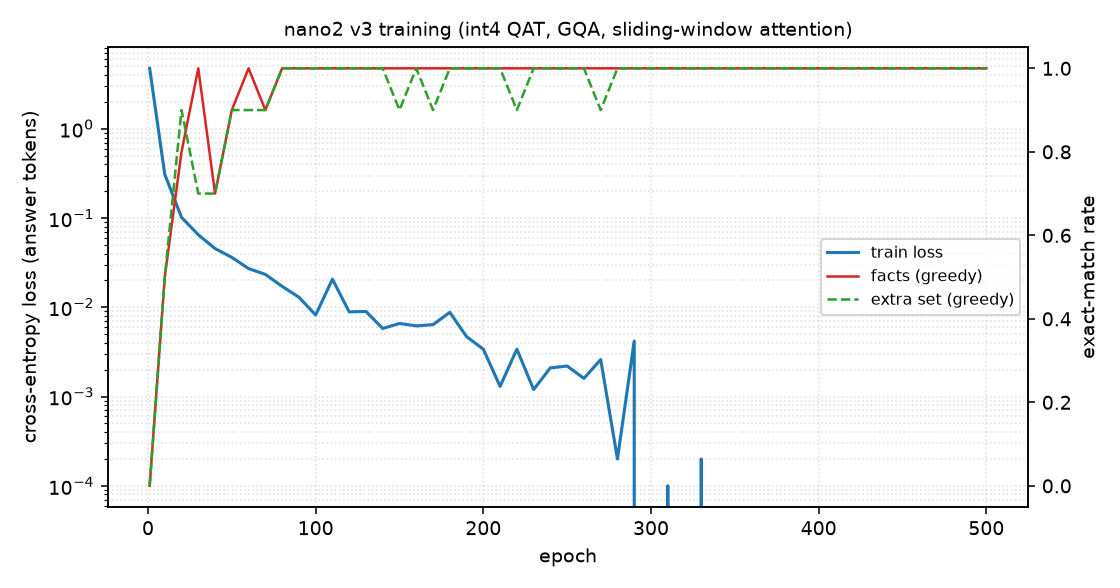 nano2 v3 training (int4 QAT, GQA, sliding-window attention)
cross-entropy loss (answer tokens)
10⁰
10⁻¹
10⁻²
10⁻³
10⁻⁴
1.0
0.8
0.6
0.4
0.2
0.0
exact-match rate
train loss
facts (greedy)
extra set (greedy)
0 100 200 300 400 500
epoch